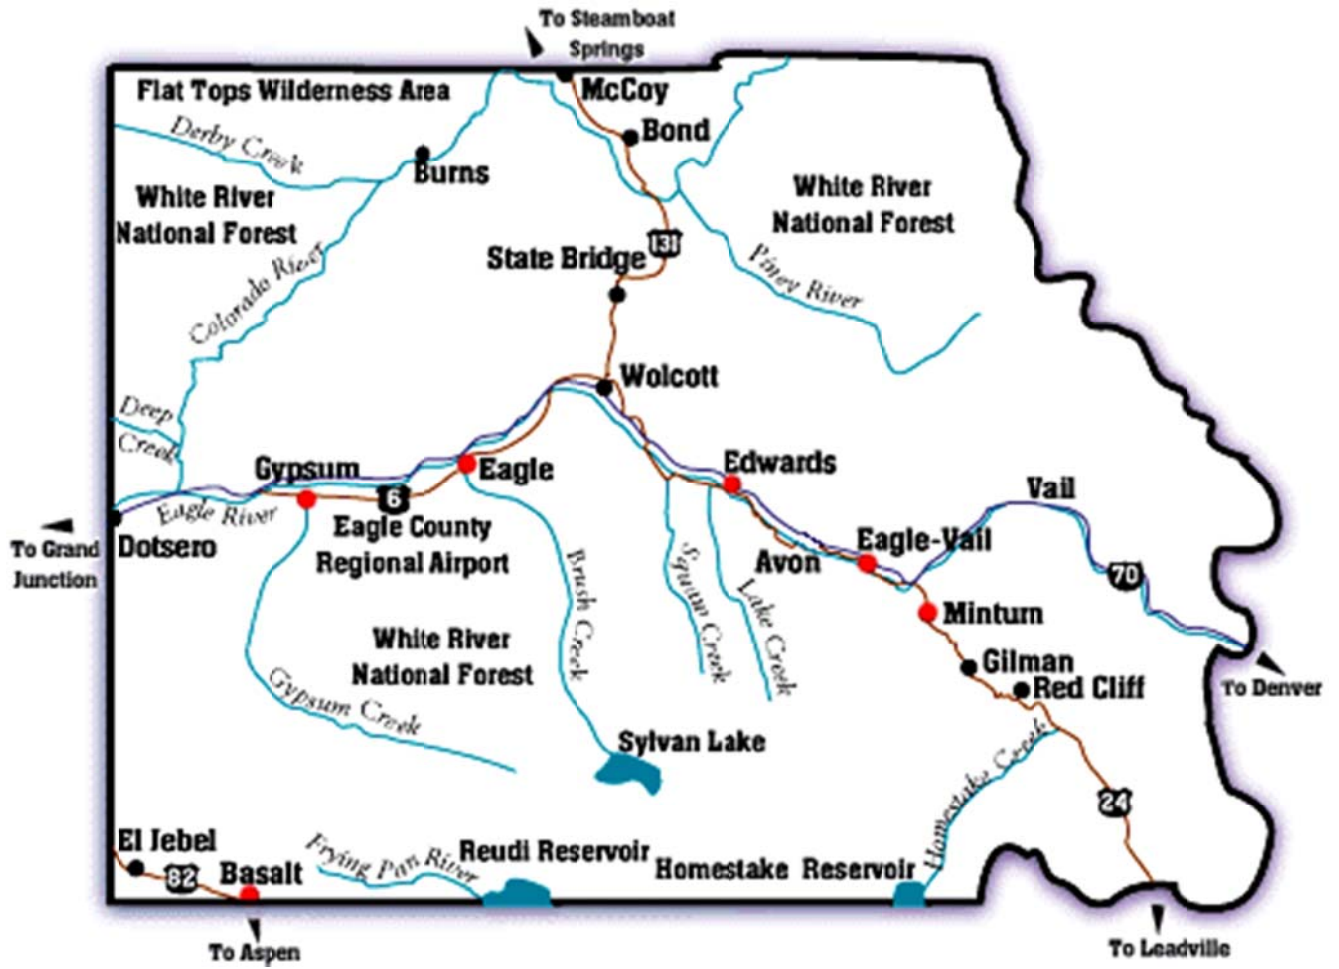 To Steamboat
Springs
Flat Tops Wilderness Area
McCoy
Bond
Derby Creek
Burns
White River
National Forest
White River
National Forest
131
State Bridge
Piney River
Colorado River
Wolcott
Deep
Creek
Gypsum
Eagle
Edwards
6
Vail
Eagle River
Eagle County
Regional Airport
Eagle-Vail
Avon
To Grand
Junction
Dotsero
70
Brush Creek
Squaw Creek
Lake Creek
Minturn
White River
National Forest
Gilman
Red Cliff
To Denver
Gypsum Creek
Sylvan Lake
Homestake Creek
24
El Jebel
82
Basalt
Frying Pan River
Reudi Reservoir
Homestake Reservoir
To Aspen
To Leadville